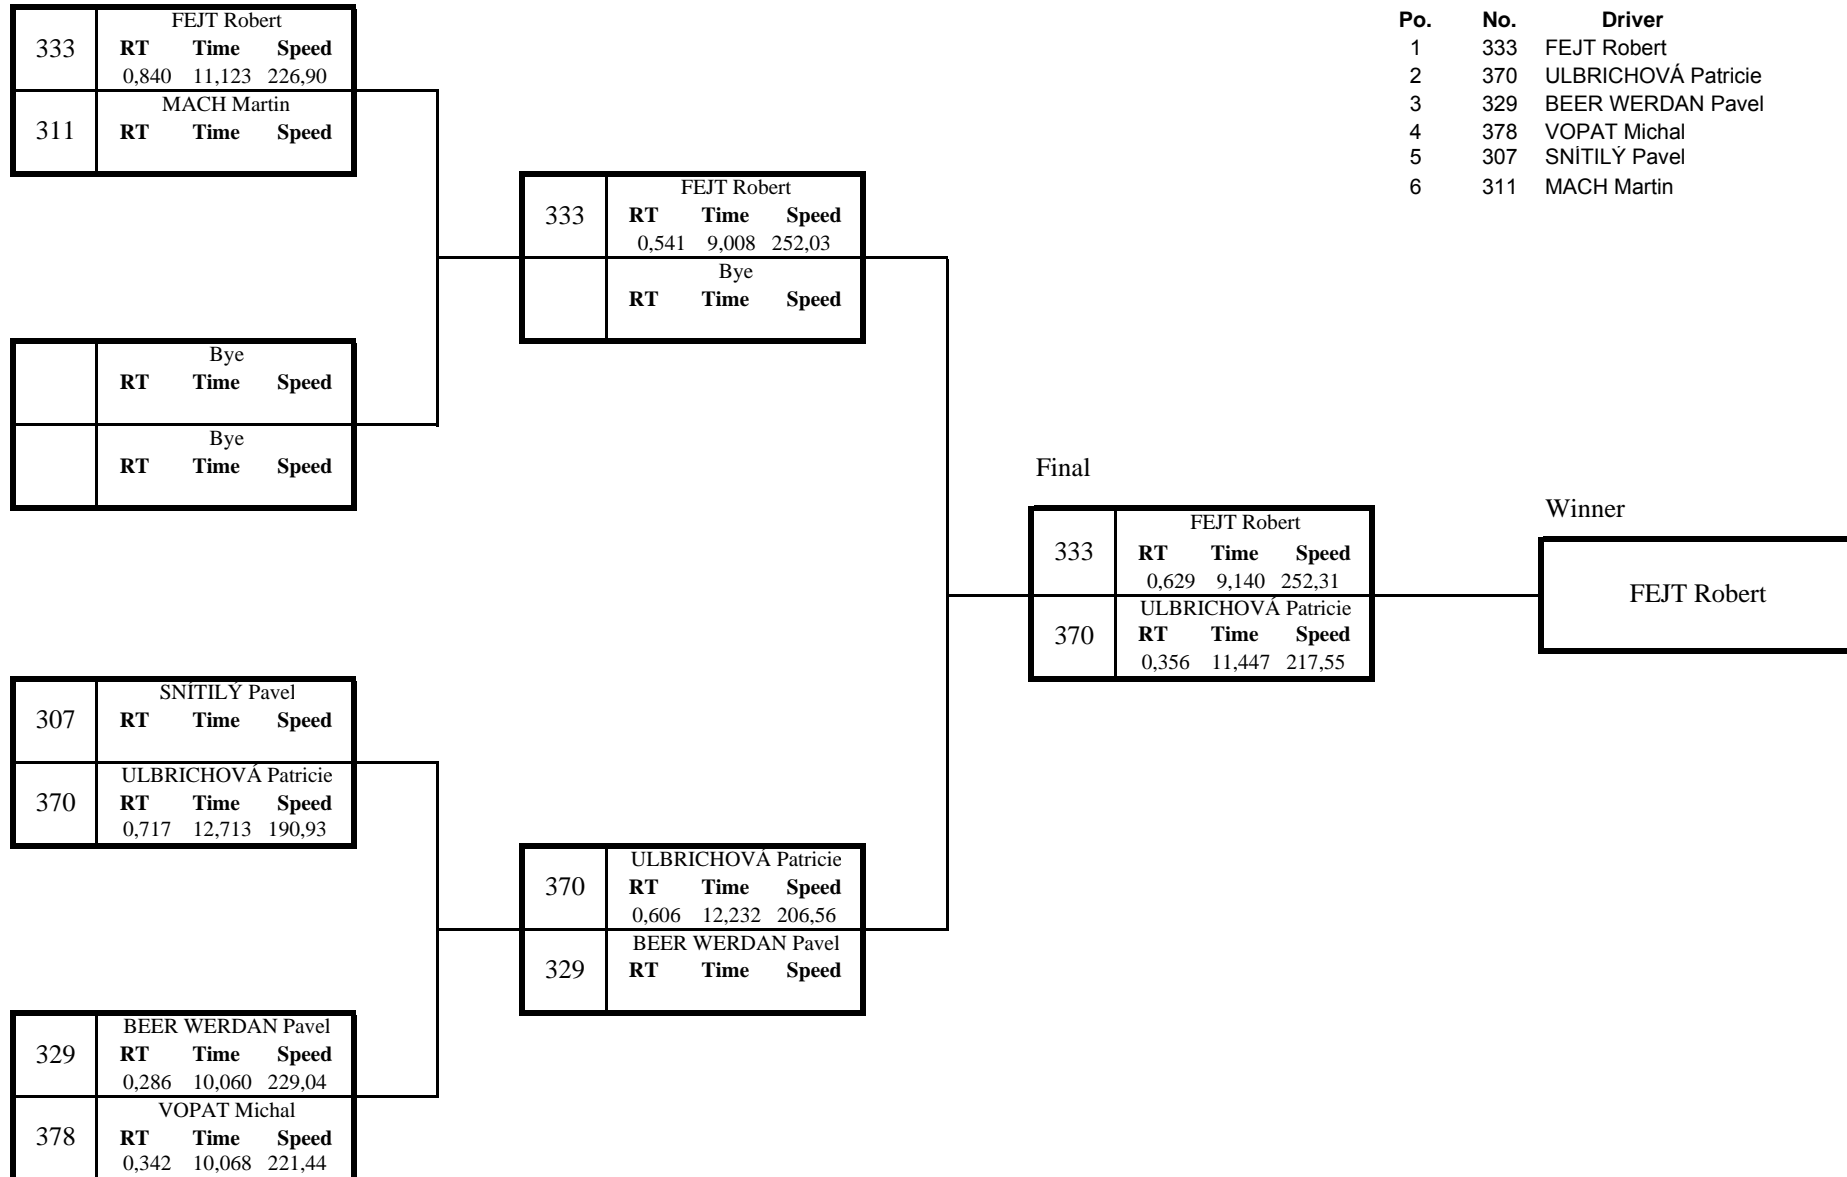 FEJT Robert
333 RT Time Speed
0,840 11,123 226,90
MACH Martin
311 RT Time Speed
Bye
RT Time Speed
Bye
RT Time Speed
SNÍTILÝ Pavel
307 RT Time Speed
ULBRICHOVÁ Patricie
370 RT Time Speed
0,717 12,713 190,93
BEER WERDAN Pavel
329 RT Time Speed
0,286 10,060 229,04
VOPAT Michal
378 RT Time Speed
0,342 10,068 221,44
FEJT Robert
333 RT Time Speed
0,541 9,008 252,03
Bye
RT Time Speed
ULBRICHOVÁ Patricie
370 RT Time Speed
0,606 12,232 206,56
BEER WERDAN Pavel
329 RT Time Speed
Final
FEJT Robert
333 RT Time Speed
0,629 9,140 252,31
ULBRICHOVÁ Patricie
370 RT Time Speed
0,356 11,447 217,55
Winner
FEJT Robert
Po. No. Driver
1 333 FEJT Robert
2 370 ULBRICHOVÁ Patricie
3 329 BEER WERDAN Pavel
4 378 VOPAT Michal
5 307 SNÍTILÝ Pavel
6 311 MACH Martin